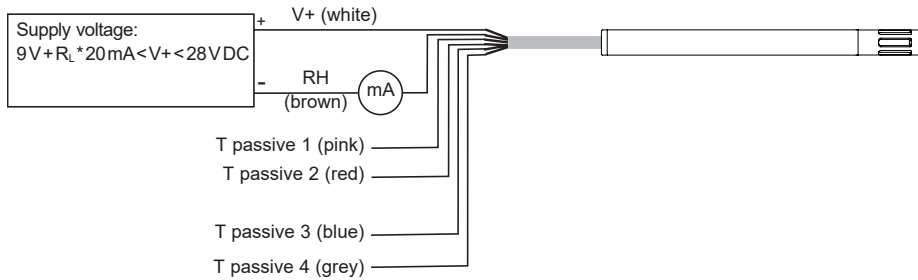 V+ (white)
+
Supply voltage:
9V+RL*20mA<V+<28VDC
-
RH
(brown)
mA
T passive 1 (pink)
T passive 2 (red)
T passive 3 (blue)
T passive 4 (grey)